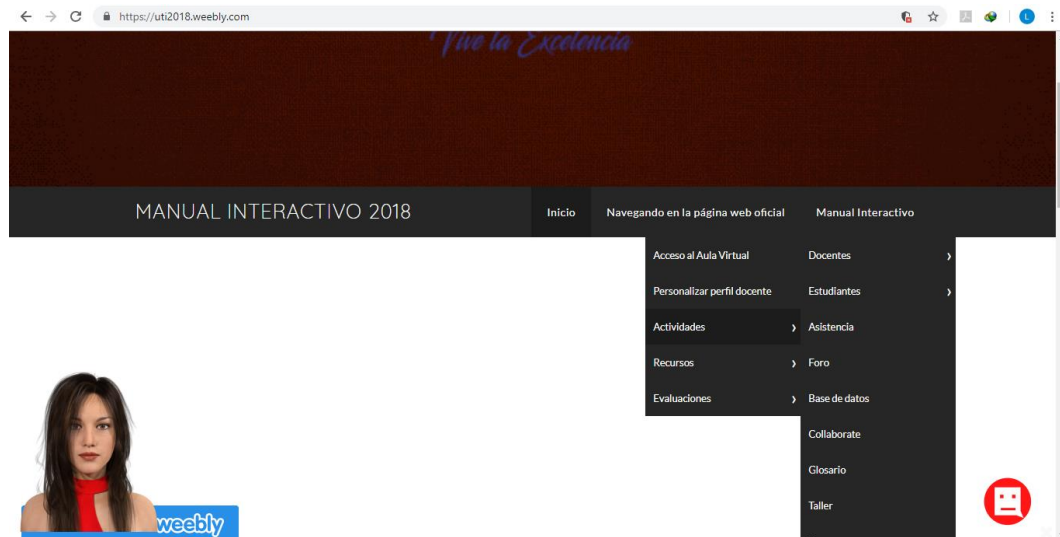 https://uti2018.weebly.com
L
Vive la Excelencia
MANUAL INTERACTIVO 2018
Inicio
Navegando en la página web oficial
Manual Interactivo
Acceso al Aula Virtual
Personalizar perfil docente
Actividades
Recursos
Evaluaciones
Docentes
Estudiantes
Asistencia
Foro
Base de datos
Collaborate
Glosario
Taller
weebly